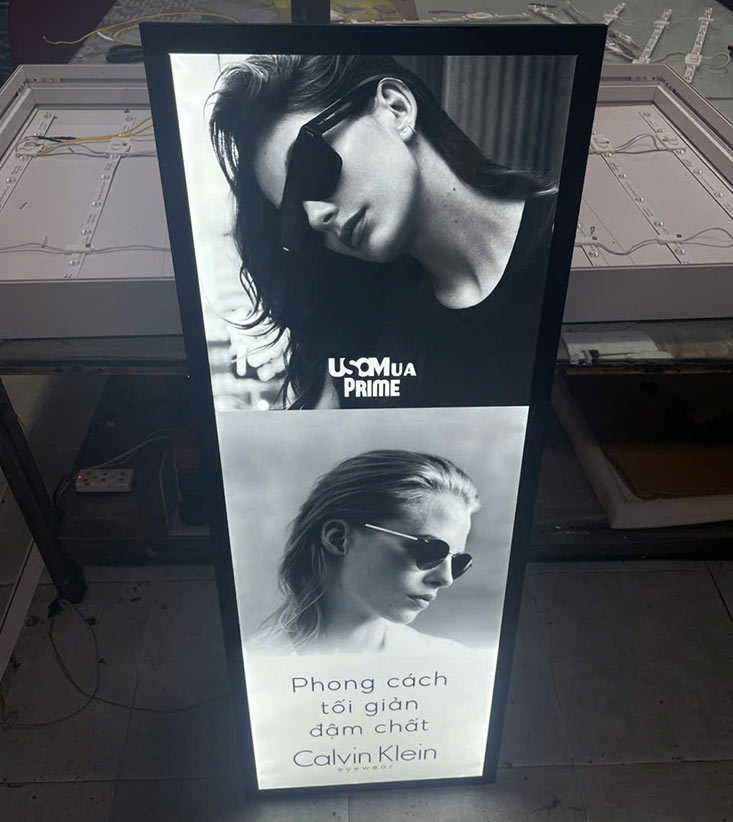 USAMUA
PRIME
Phong cách
tối giản
đậm chất
Calvin Klein
eyewear